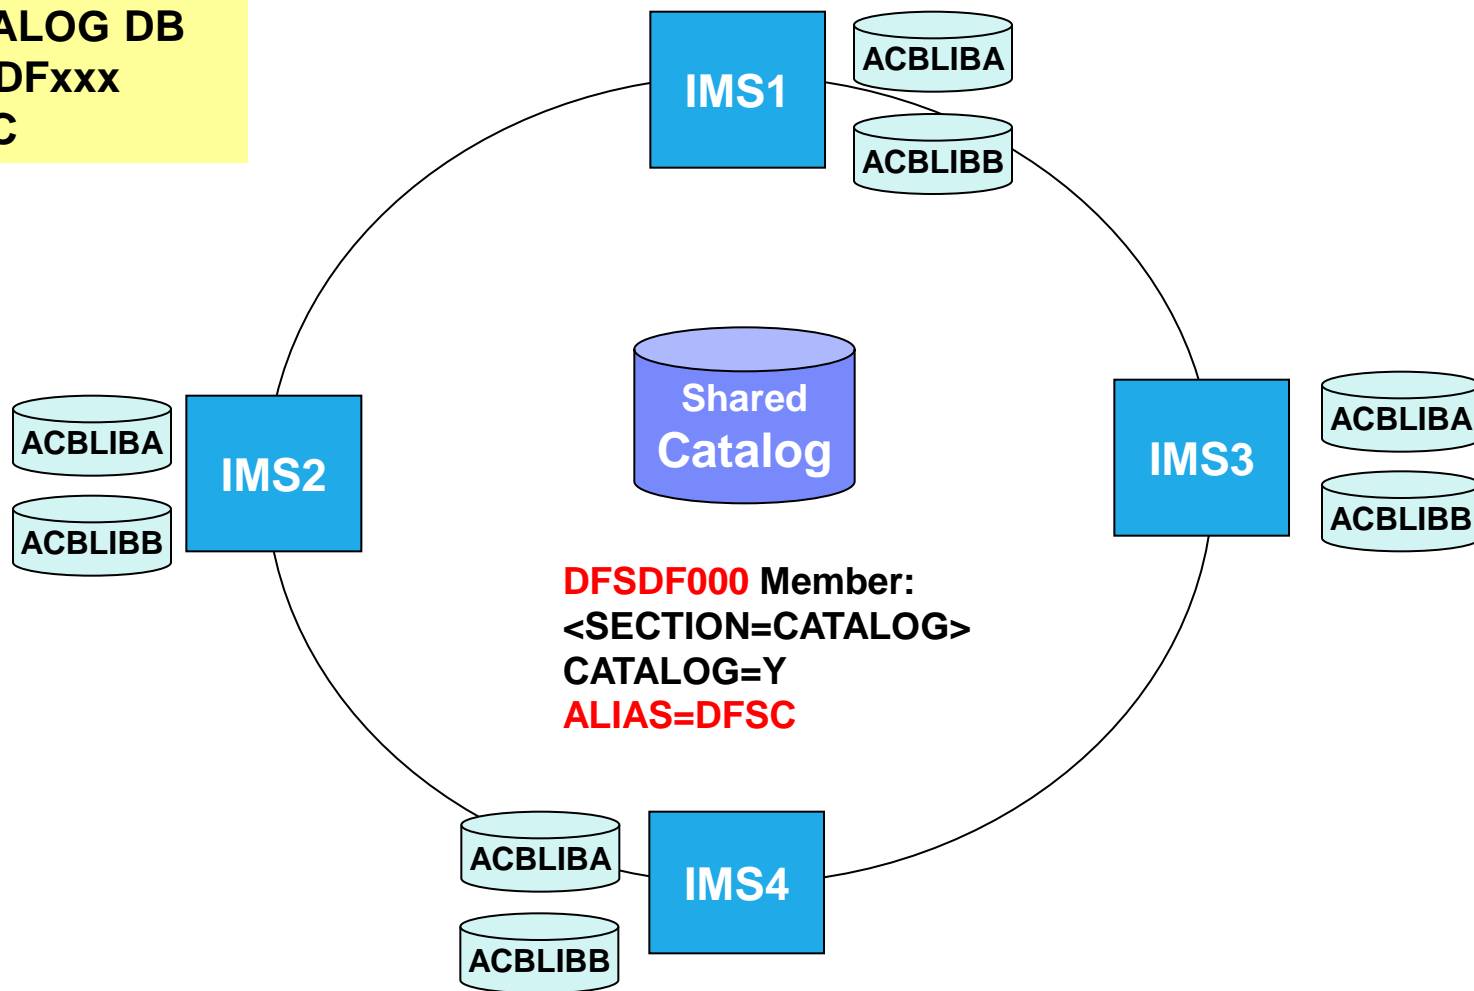 ALOG DB
DFxxx
C
IMS1
ACBLIBA
ACBLIBB
Shared
Catalog
ACBLIBA
ACBLIBB
IMS2
IMS3
ACBLIBA
ACBLIBB
DFSDF000 Member:
<SECTION=CATALOG>
CATALOG=Y
ALIAS=DFSC
ACBLIBA
ACBLIBB
IMS4